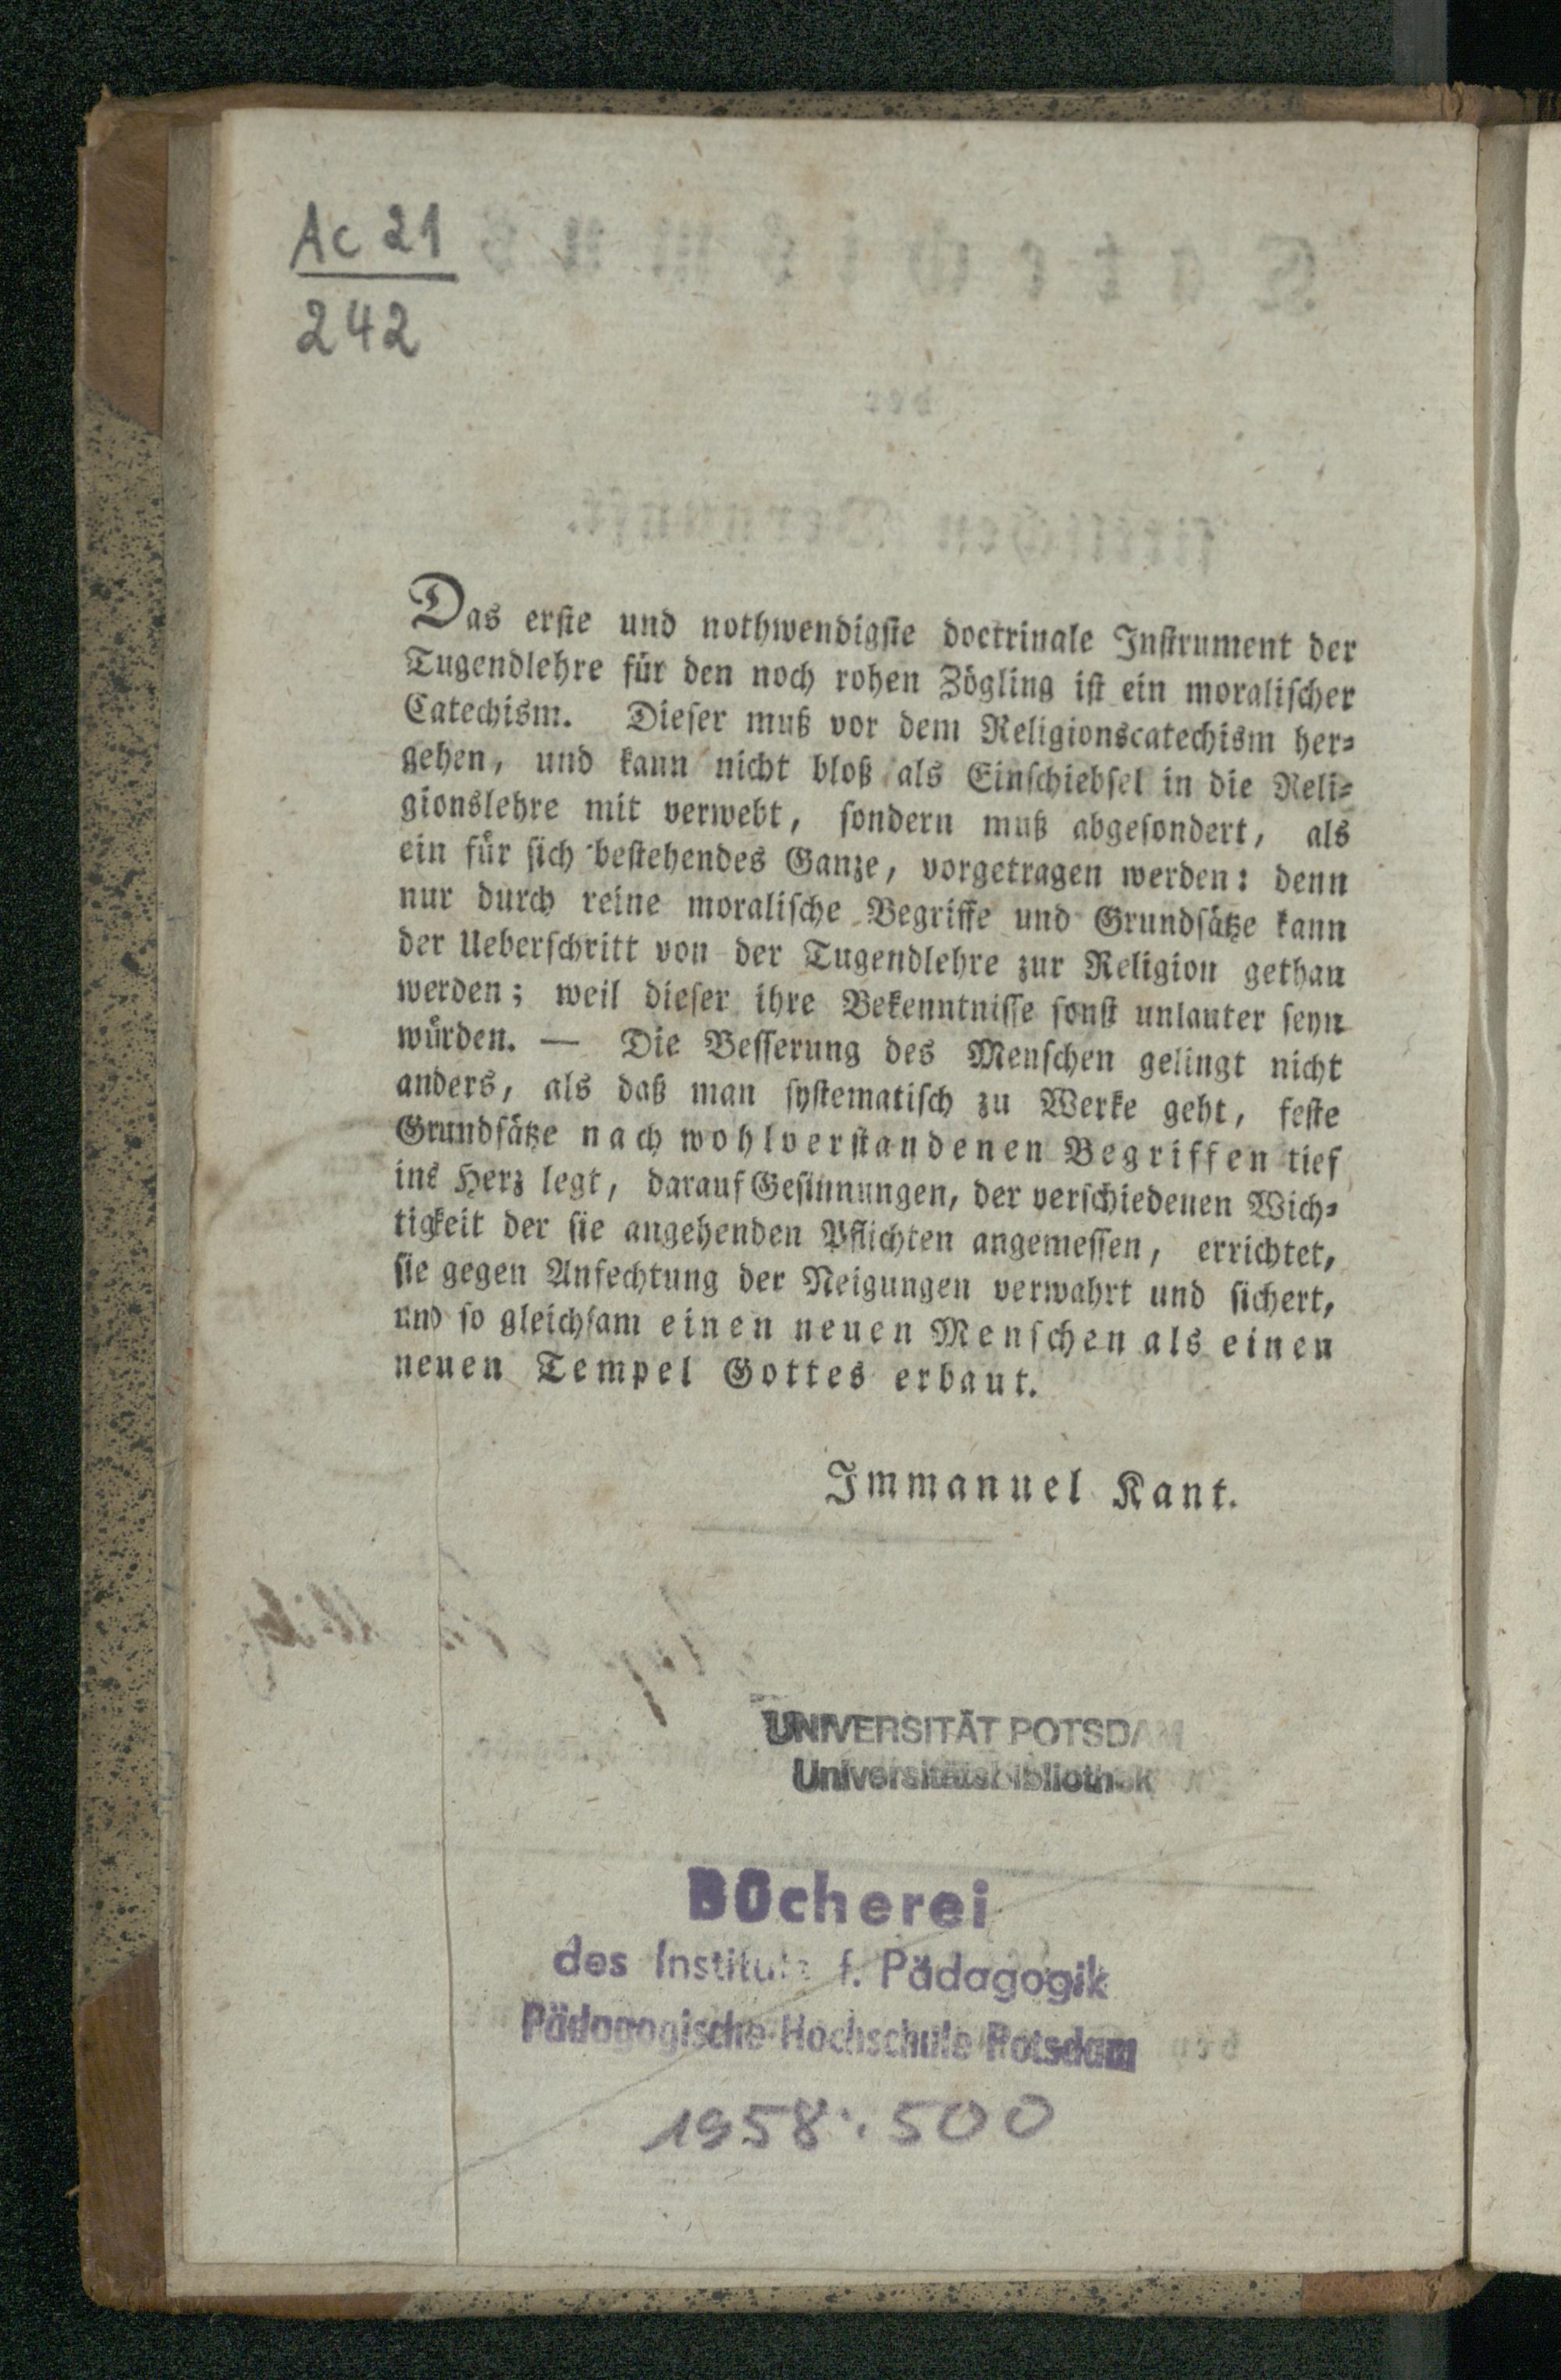 Ac 21
242
Das erste und nothwendigste doctrinale Instrument der
Tugendlehre für den noch rohen Zögling ist ein moralischer
Catechism. Dieser muß vor dem Religionscatechism her⸗
gehen, und kann nicht bloß als Einschiebsel in die Reli⸗
gionslehre mit verwebt, sondern muß abgesondert, als
ein für sich bestehendes Ganze, vorgetragen werden: denn
nur durch reine moralische Begriffe und Grundsätze kann
der Ueberschritt von der Tugendlehre zur Religion gethan
werden; weil dieser ihre Bekenntnisse sonst unlauter seyn
würden. — Die Besserung des Menschen gelingt nicht
anders, als daß man systematisch zu Werke geht, feste
Grundsätze nach wohlverstandenen Begriffen tief
ins Herz legt, darauf Gesinnungen, der verschiedenen Wich⸗
tigkeit der sie angehenden Pflichten angemessen, errichtet,
sie gegen Anfechtung der Neigungen verwahrt und sichert,
und so gleichsam einen neuen Menschen als einen
neuen Tempel Gottes erbaut.
Immanuel Kant.
UNIVERSITÄT POTSDAM
Universitätsbibliothek
Bücherei
des Instituts f. Pädagogik
Pädagogische Hochschule Potsdam
1958:500